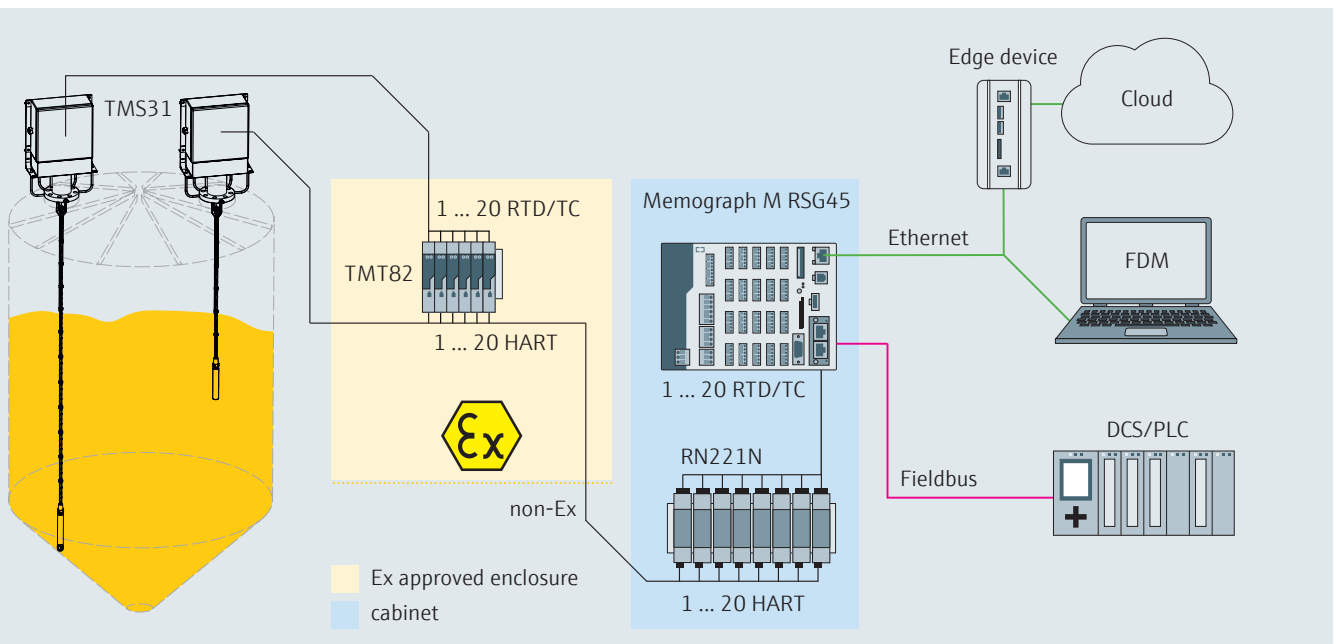 Edge device
Cloud
TMS31
1 ... 20 RTD/TC
Memograph M RSG45
Ethernet
FDM
TMT82
1 ... 20 HART
1 ... 20 RTD/TC
Ex
DCS/PLC
RN221N
Fieldbus
non-Ex
Ex approved enclosure
1 ... 20 HART
cabinet